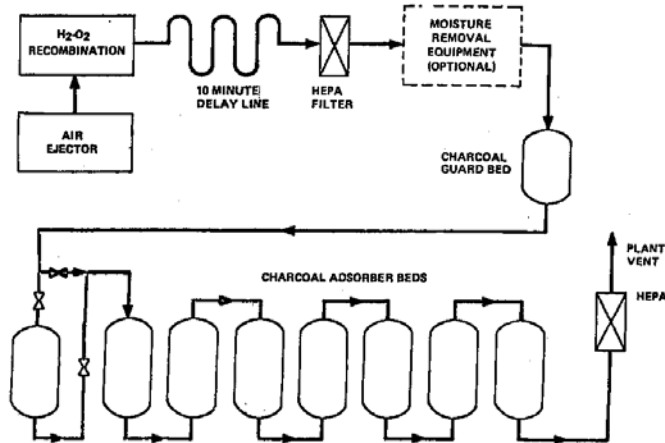 H2-O2
RECOMBINATION
AIR
EJECTOR
10 MINUTE
DELAY LINE
HEPA
FILTER
MOISTURE
REMOVAL
EQUIPMENT
(OPTIONAL)
CHARCOAL
GUARD BED
CHARCOAL ADSORBER BEDS
PLANT
VENT
HEPA